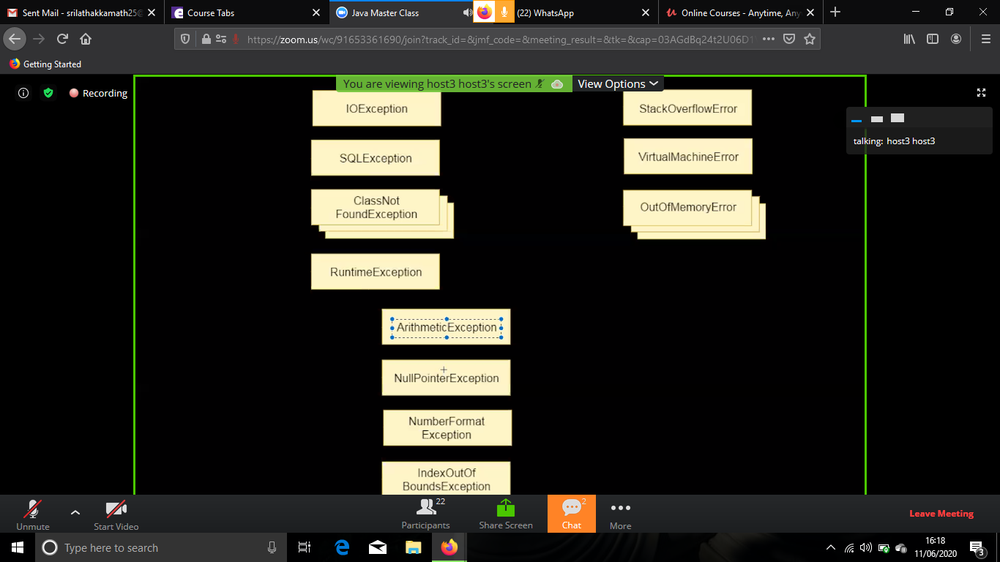 Sent Mail - srilathakkamath25@
Course Tabs
Java Master Class
(22) WhatsApp
Online Courses - Anytime, Any
https://zoom.us/wc/91653361690/join?track_id=&jmf_code=&meeting_result=&tk=&cap=03AGdBq24t2U06D1
Getting Started
You are viewing host3 host3's screen
View Options
Recording
talking: host3 host3
IOException
StackOverflowError
SQLException
VirtualMachineError
ClassNot
FoundException
OutOfMemoryError
RuntimeException
ArithmeticException
NullPointerException
NumberFormat
Exception
IndexOutOf
BoundsException
Unmute
Start Video
22
Participants
Share Screen
2
Chat
More
Leave Meeting
Type here to search
16:18
11/06/2020
3